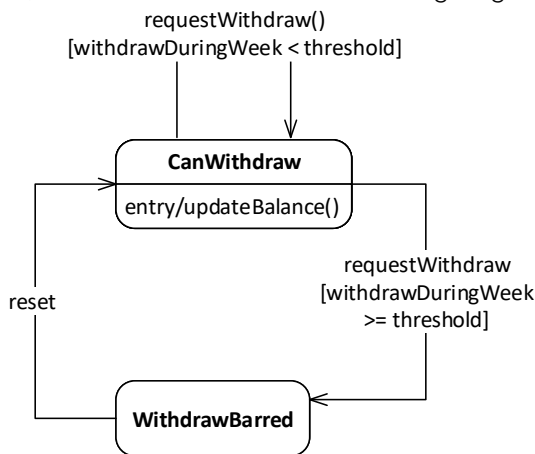 requestWithdraw()
[withdrawDuringWeek < threshold]
CanWithdraw
entry/updateBalance()
requestWithdraw
[withdrawDuringWeek
>= threshold]
reset
WithdrawBarred